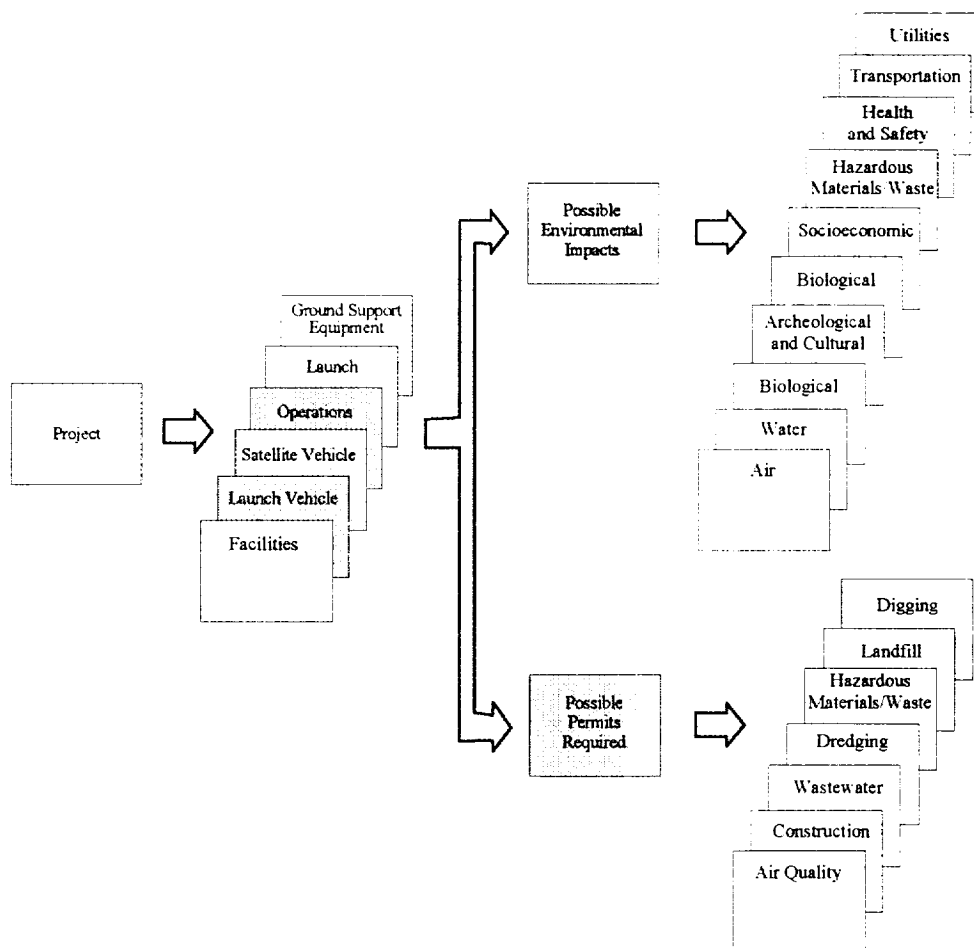 Utilities
Transportation
Health
and Safety
Hazardous
Materials Waste
Socioeconomic
Biological
Archeological
and Cultural
Biological
Water
Air
Possible
Environmental
Impacts
Ground Support
Equipment
Launch
Operations
Satellite Vehicle
Launch Vehicle
Facilities
Project
Possible
Permits
Required
Digging
Landfill
Hazardous
Materials/Waste
Dredging
Wastewater
Construction
Air Quality